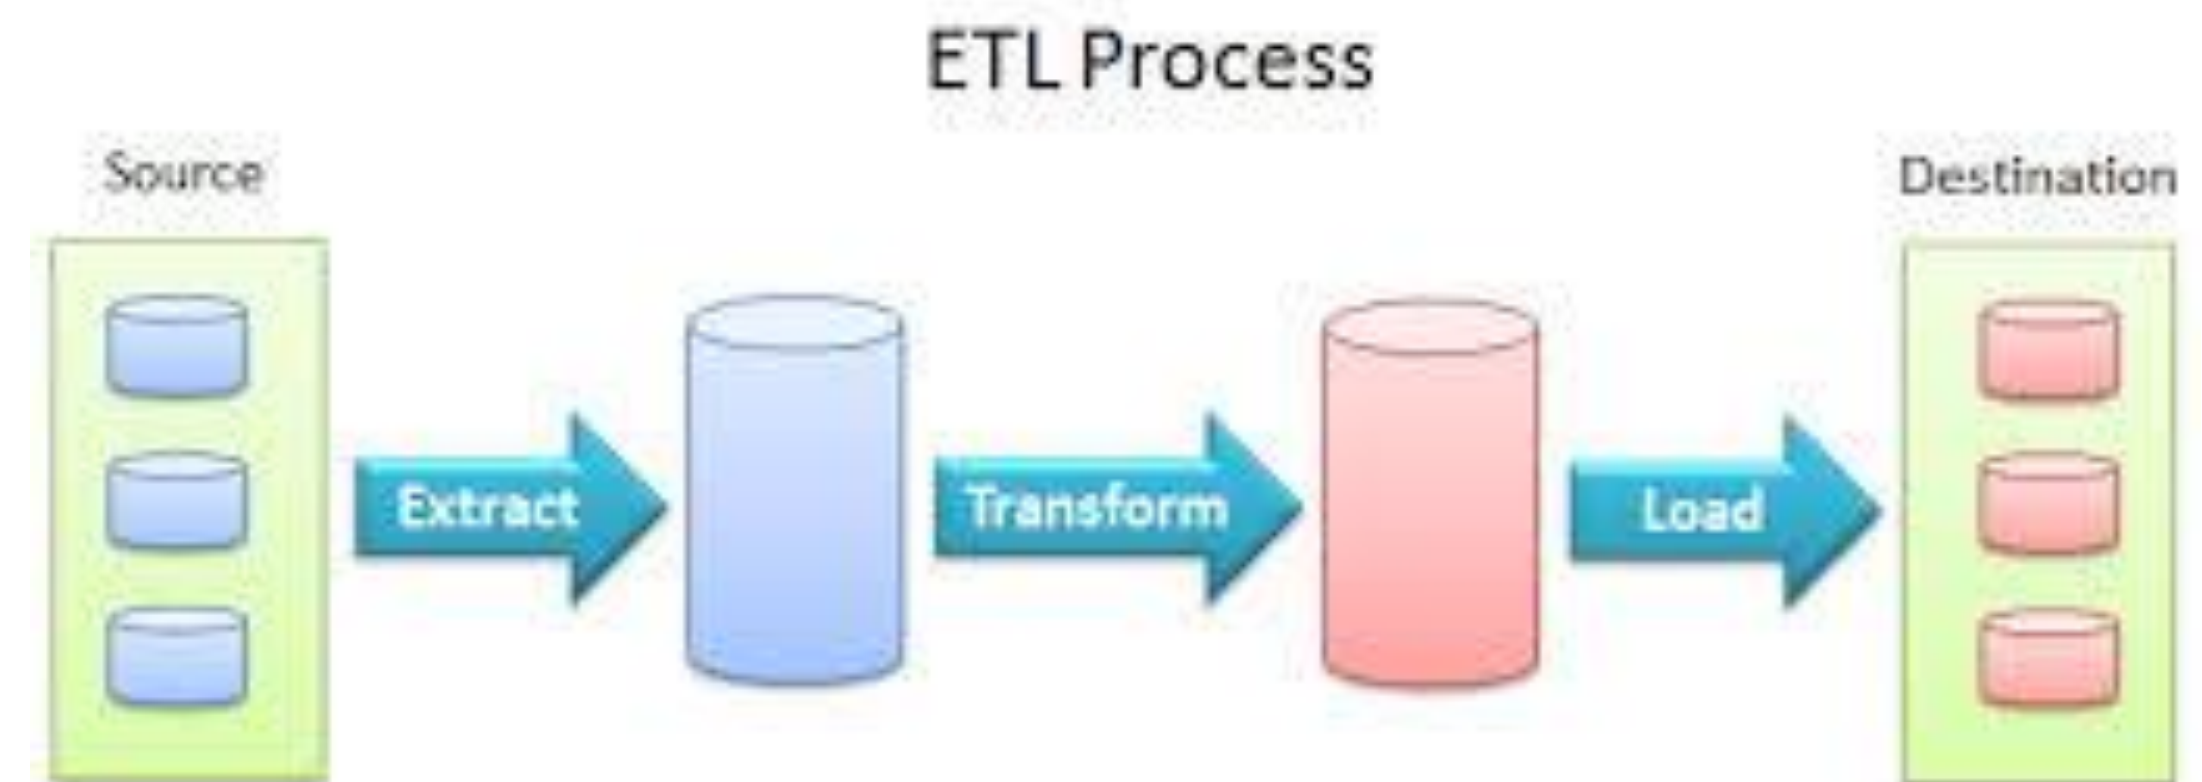 ETL Process
Source
Destination
Extract
Transform
Load